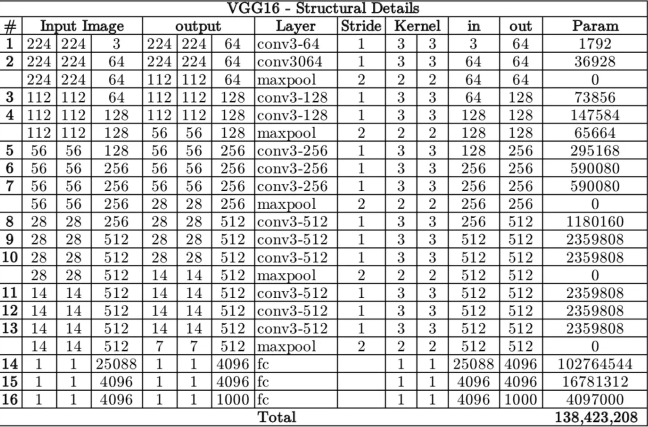 VGG16 - Structural Details
# Input Image output Layer Stride Kernel in out Param
1 224 224 3 224 224 64 conv3-64 1 3 3 3 64 1792
2 224 224 64 224 224 64 conv3064 1 3 3 64 64 36928
224 224 64 112 112 64 maxpool 2 2 2 64 64 0
3 112 112 64 112 112 128 conv3-128 1 3 3 64 128 73856
4 112 112 128 112 112 128 conv3-128 1 3 3 128 128 147584
112 112 128 56 56 128 maxpool 2 2 2 128 128 65664
5 56 56 128 56 56 256 conv3-256 1 3 3 128 256 295168
6 56 56 256 56 56 256 conv3-256 1 3 3 256 256 590080
7 56 56 256 56 56 256 conv3-256 1 3 3 256 256 590080
56 56 256 28 28 256 maxpool 2 2 2 256 256 0
8 28 28 256 28 28 512 conv3-512 1 3 3 256 512 1180160
9 28 28 512 28 28 512 conv3-512 1 3 3 512 512 2359808
10 28 28 512 28 28 512 conv3-512 1 3 3 512 512 2359808
28 28 512 14 14 512 maxpool 2 2 2 512 512 0
11 14 14 512 14 14 512 conv3-512 1 3 3 512 512 2359808
12 14 14 512 14 14 512 conv3-512 1 3 3 512 512 2359808
13 14 14 512 14 14 512 conv3-512 1 3 3 512 512 2359808
14 14 512 7 7 512 maxpool 2 2 2 512 512 0
14 1 1 25088 1 1 4096 fc 1 1 25088 4096 102764544
15 1 1 4096 1 1 4096 fc 1 1 4096 4096 16781312
16 1 1 4096 1 1 1000 fc 1 1 4096 1000 4097000
Total 138,423,208